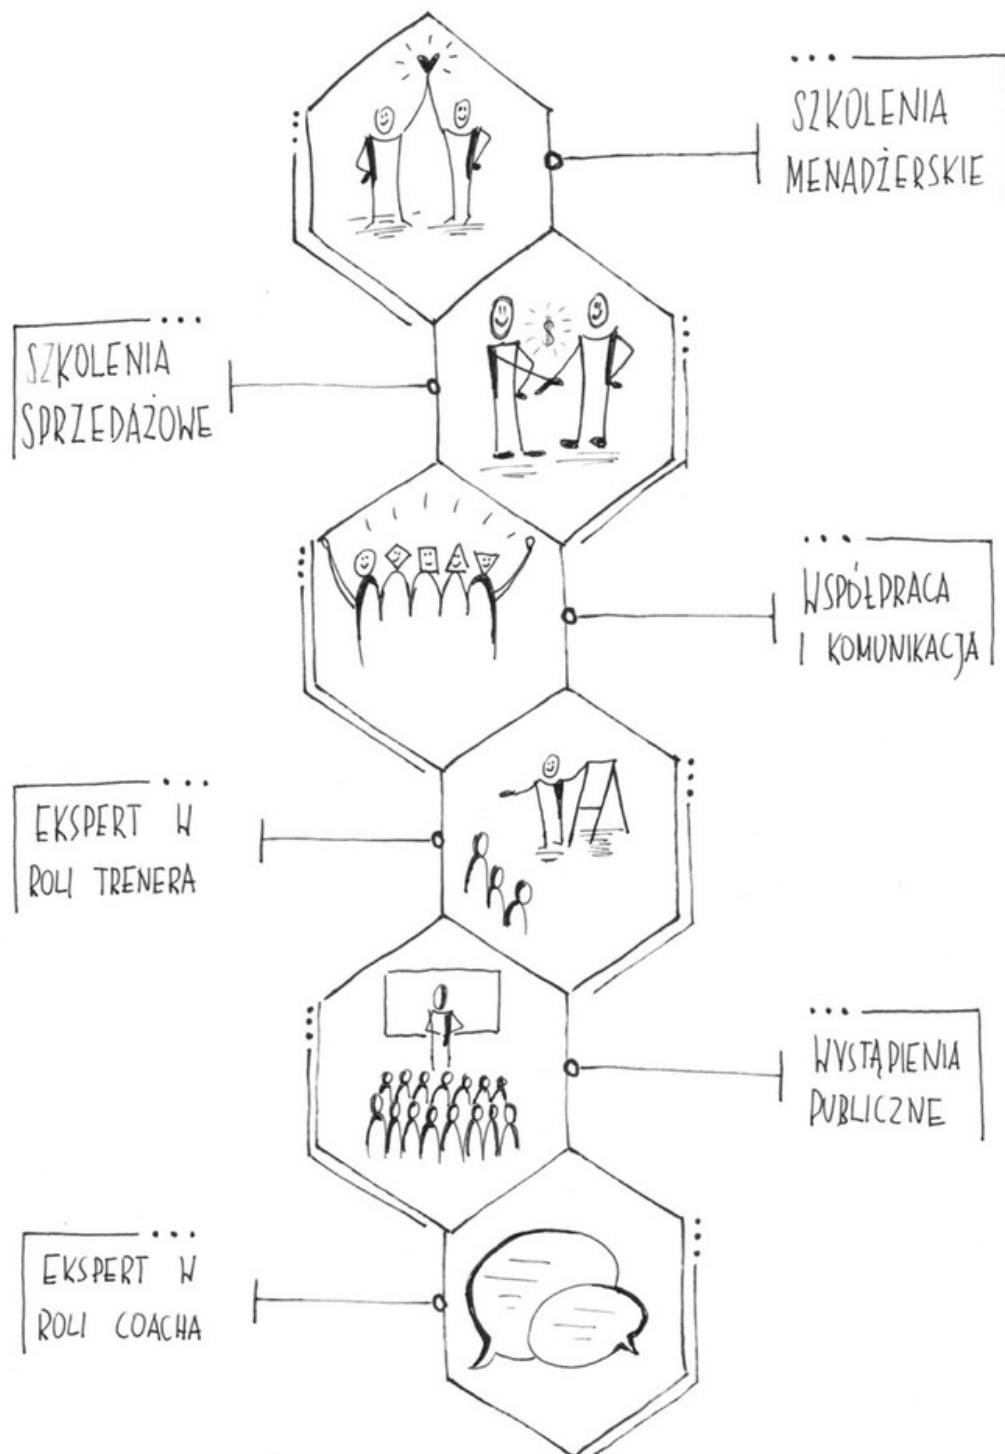 SZKOLENIA
MENADŻERSKIE
SZKOLENIA
SPRZEDAŻOWE
$
WSPÓŁPRACA
I KOMUNIKACJA
EKSPERT W
ROLI TRENERA
WYSTĄPIENIA
PUBLICZNE
EKSPERT W
ROLI COACHA